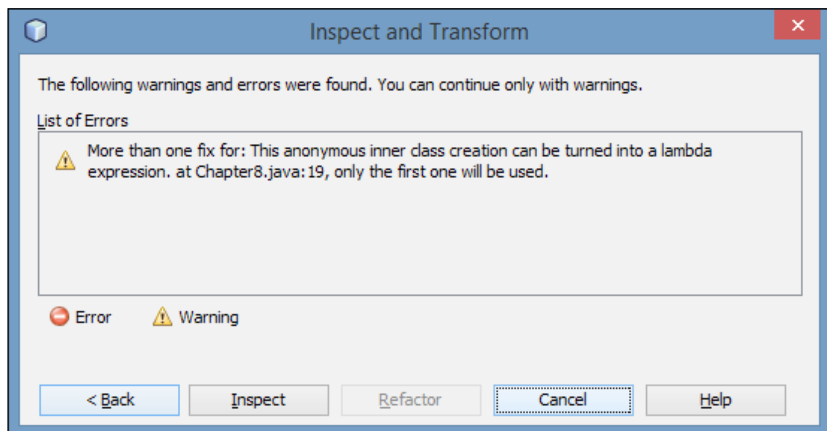 Inspect and Transform
The following warnings and errors were found. You can continue only with warnings.
List of Errors
More than one fix for: This anonymous inner class creation can be turned into a lambda
expression. at Chapter8.java:19, only the first one will be used.
Error Warning
< Back Inspect Refactor Cancel Help